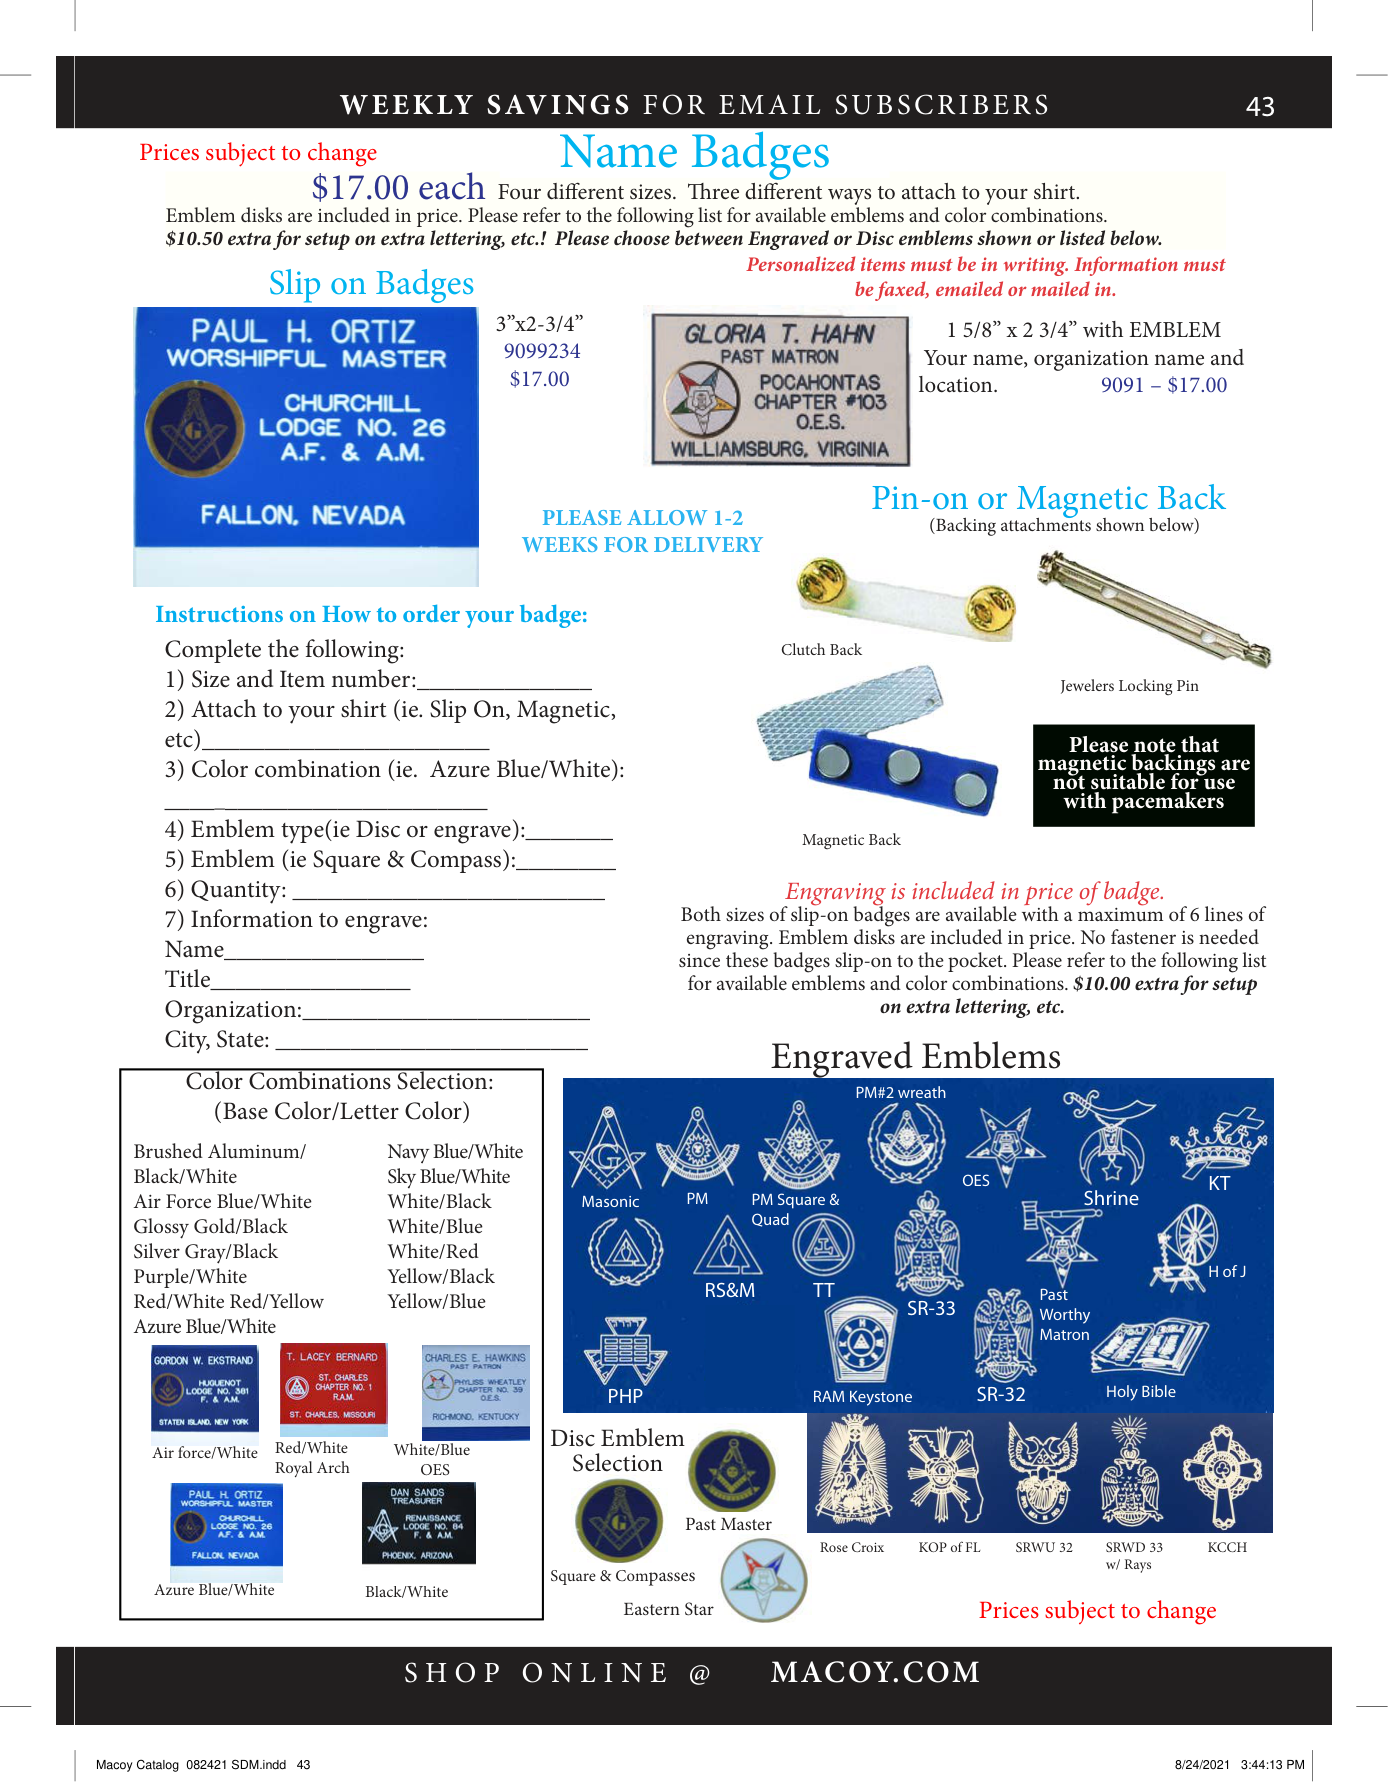 WEEKLY SAVINGS FOR EMAIL SUBSCRIBERS
43
Prices subject to change
Name Badges
$17.00 each Four different sizes. Three different ways to attach to your shirt.
Emblem disks are included in price. Please refer to the following list for available emblems and color combinations.
$10.50 extra for setup on extra lettering, etc.! Please choose between Engraved or Disc emblems shown or listed below.
Personalized items must be in writing. Information must
be faxed, emailed or mailed in.
Slip on Badges
PAUL H. ORTIZ
WORSHIPFUL MASTER
CHURCHILL
LODGE NO. 26
A.F. & A.M.
G
FALLON, NEVADA
3”x2-3/4”
9099234
$17.00
GLORIA T. HAHN
PAST MATRON
POCAHONTAS
CHAPTER #103
O.E.S.
WILLIAMSBURG, VIRGINIA
1 5/8” x 2 3/4” with EMBLEM
Your name, organization name and
location. 9091 – $17.00
PLEASE ALLOW 1-2
WEEKS FOR DELIVERY
Pin-on or Magnetic Back
(Backing attachments shown below)
Clutch Back
Jewelers Locking Pin
Magnetic Back
Please note that
magnetic backings are
not suitable for use
with pacemakers
Instructions on How to order your badge:
Complete the following:
1) Size and Item number:______________
2) Attach to your shirt (ie. Slip On, Magnetic,
etc)_______________________
3) Color combination (ie. Azure Blue/White):
__________________________
4) Emblem type(ie Disc or engrave):_______
5) Emblem (ie Square & Compass):________
6) Quantity: _________________________
7) Information to engrave:
Name________________
Title________________
Organization:_______________________
City, State: _________________________
Engraving is included in price of badge.
Both sizes of slip-on badges are available with a maximum of 6 lines of
engraving. Emblem disks are included in price. No fastener is needed
since these badges slip-on to the pocket. Please refer to the following list
for available emblems and color combinations. $10.00 extra for setup
on extra lettering, etc.
Color Combinations Selection:
(Base Color/Letter Color)
Brushed Aluminum/
Black/White
Air Force Blue/White
Glossy Gold/Black
Silver Gray/Black
Purple/White
Red/White Red/Yellow
Azure Blue/White
Navy Blue/White
Sky Blue/White
White/Black
White/Blue
White/Red
Yellow/Black
Yellow/Blue
GORDON W. EKSTRAND
HUGUENOT
LODGE NO. 381
F. & A.M.
STATEN ISLAND, NEW YORK
Air force/White
T. LACEY BERNARD
ST. CHARLES
CHAPTER NO. 1
R.A.M.
ST. CHARLES, MISSOURI
Red/White
Royal Arch
CHARLES E. HAWKINS
PAST PATRON
PHYLISS WHEATLEY
CHAPTER NO. 39
O.E.S.
RICHMOND, KENTUCKY
White/Blue
OES
PAUL H. ORTIZ
WORSHIPFUL MASTER
CHURCHILL
LODGE NO. 26
A.F. & A.M.
FALLON, NEVADA
Azure Blue/White
DAN SANDS
TREASURER
RENAISSANCE
LODGE NO. 84
F. & A.M.
PHOENIX, ARIZONA
Black/White
Engraved Emblems
PM#2 wreath
Masonic
PM
PM Square &
Quad
OES
Shrine
KT
RS&M
TT
33
SR-33
Past
Worthy
Matron
H of J
PHP
RAM Keystone
32
SR-32
Holy Bible
Disc Emblem
Selection
Past Master
G
Square & Compasses
Eastern Star
Rose Croix
KOP of FL
SRWU 32
SRWD 33
w/ Rays
KCCH
Prices subject to change
SHOP ONLINE @ MACOY.COM
Macoy Catalog 082421 SDM.indd 43
8/24/2021 3:44:13 PM